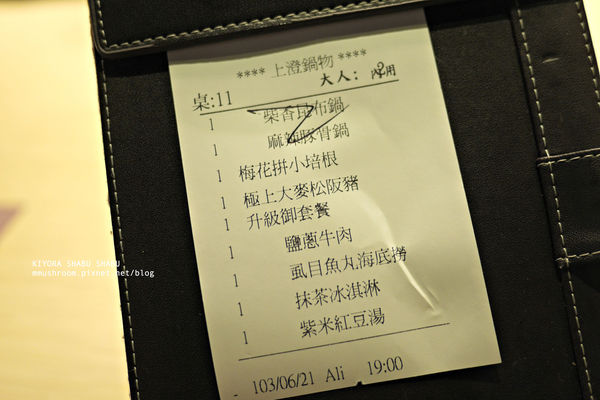 **** 上澄鍋物 ****
大人: 2 內用
桌:11
1 柴香昆布鍋
1 麻辣豚骨鍋
1 梅花拼小培根
1 極上大麥松阪豬
1 升級御套餐
1 鹽蔥牛肉
1 虱目魚丸海底撈
1 抹茶冰淇淋
1 紫米紅豆湯
103/06/21 Ali 19:00
KIYORA SHABU SHABU
mmushroom.pixnet.net/blog